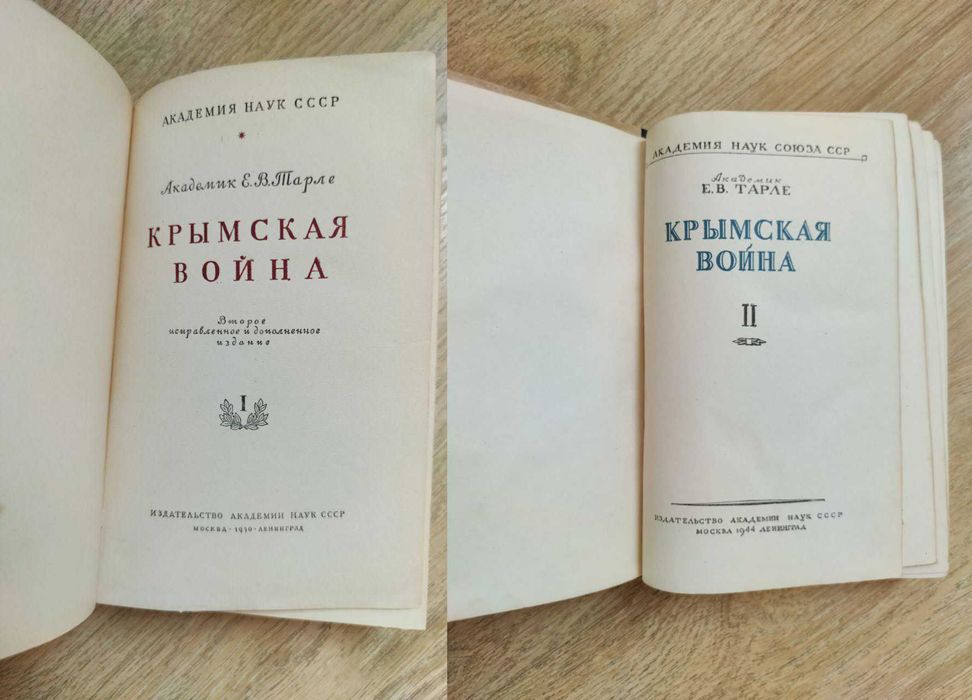 АКАДЕМИЯ НАУК СССР
Академик Е.В.Тарле
КРЫМСКАЯ
ВОЙНА
Второе
исправленное и дополненное
издание
I
ИЗДАТЕЛЬСТВО АКАДЕМИИ НАУК СССР
МОСКВА · 1950 · ЛЕНИНГРАД
АКАДЕМИЯ НАУК СОЮЗА ССР
Академик
Е.В. ТАРЛЕ
КРЫМСКАЯ
ВОЙНА
II
ИЗДАТЕЛЬСТВО АКАДЕМИИ НАУК СССР
МОСКВА 1944 ЛЕНИНГРАД